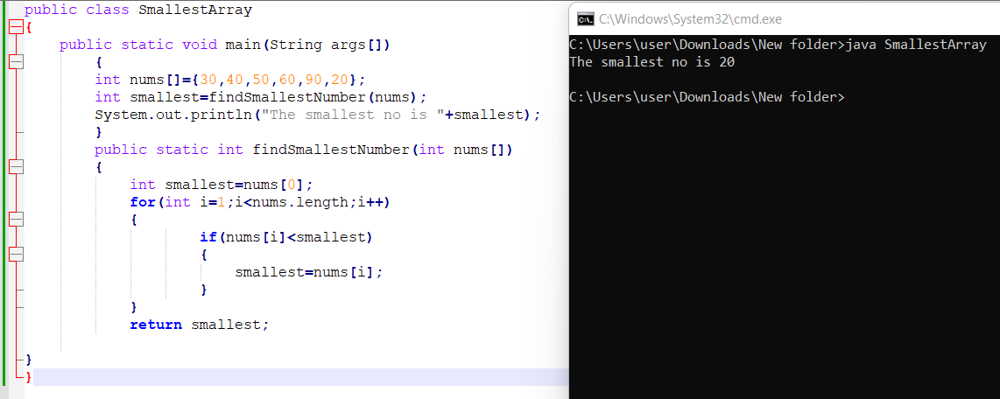 public class SmallestArray
{
public static void main(String args[])
{
int nums[]={30,40,50,60,90,20};
int smallest=findSmallestNumber(nums);
System.out.println("The smallest no is "+smallest);
}
public static int findSmallestNumber(int nums[])
{
int smallest=nums[0];
for(int i=1;i<nums.length;i++)
{
if(nums[i]<smallest)
{
smallest=nums[i];
}
}
return smallest;
}
}
C:\Windows\System32\cmd.exe
C:\Users\user\Downloads\New folder>java SmallestArray
The smallest no is 20
C:\Users\user\Downloads\New folder>